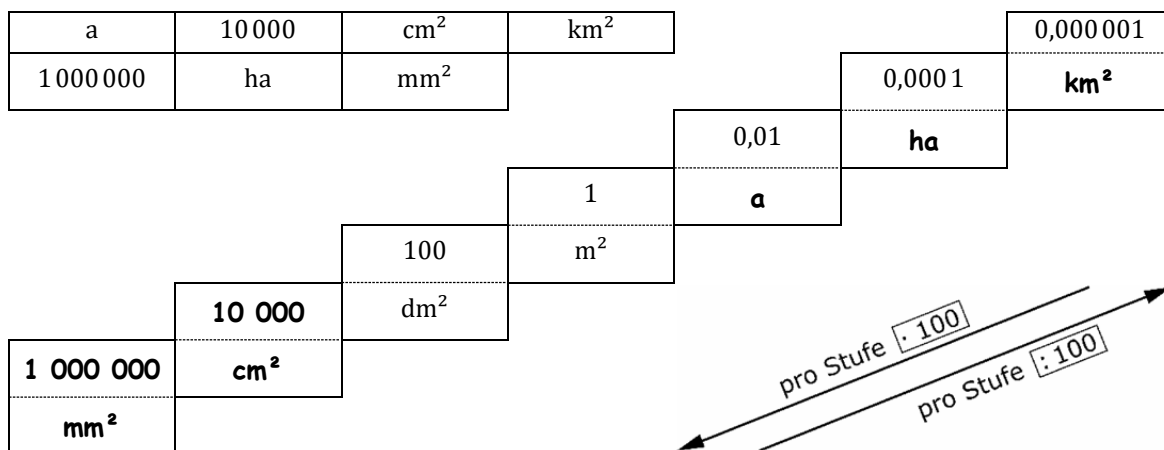 a 10000 cm² km² 0,000001
1000000 ha mm² 0,0001 km²
0,01 ha
1 a
100 m²
10 000 dm²
1 000 000 cm²
mm²
pro Stufe · 100
pro Stufe : 100